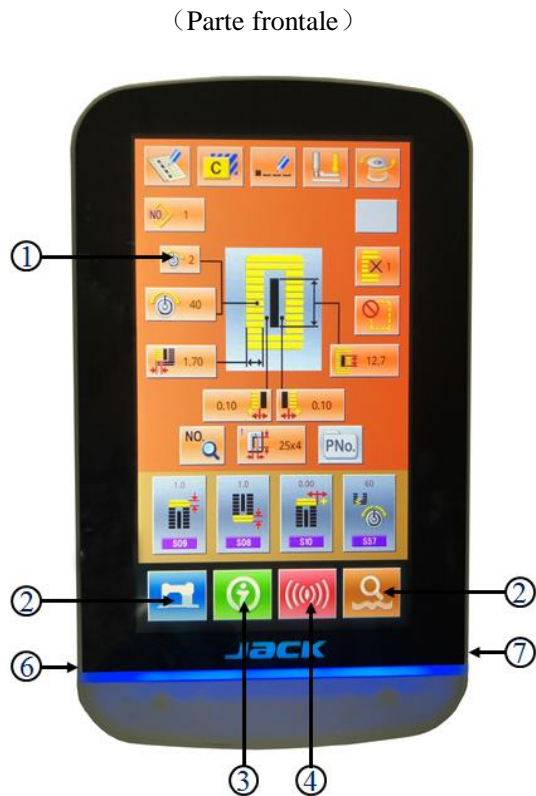 （Parte frontale）
C
NO. 1
① 2 1
40
1.70 12.7
0.10 0.10
NO. 25x4 PNo.
1.0 1.0 0.00 60
S09 S08 S10 S57
② ②
JACK
⑥ ⑦
③ ④